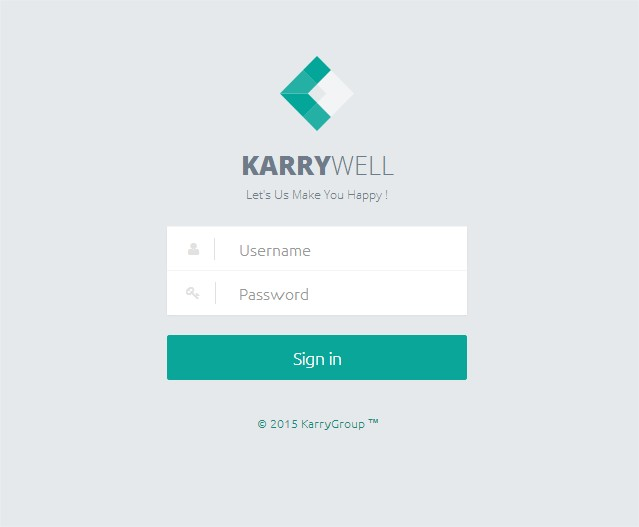 KARRYWELL
Let's Us Make You Happy !
Username
Password
Sign in
© 2015 KarryGroup ™